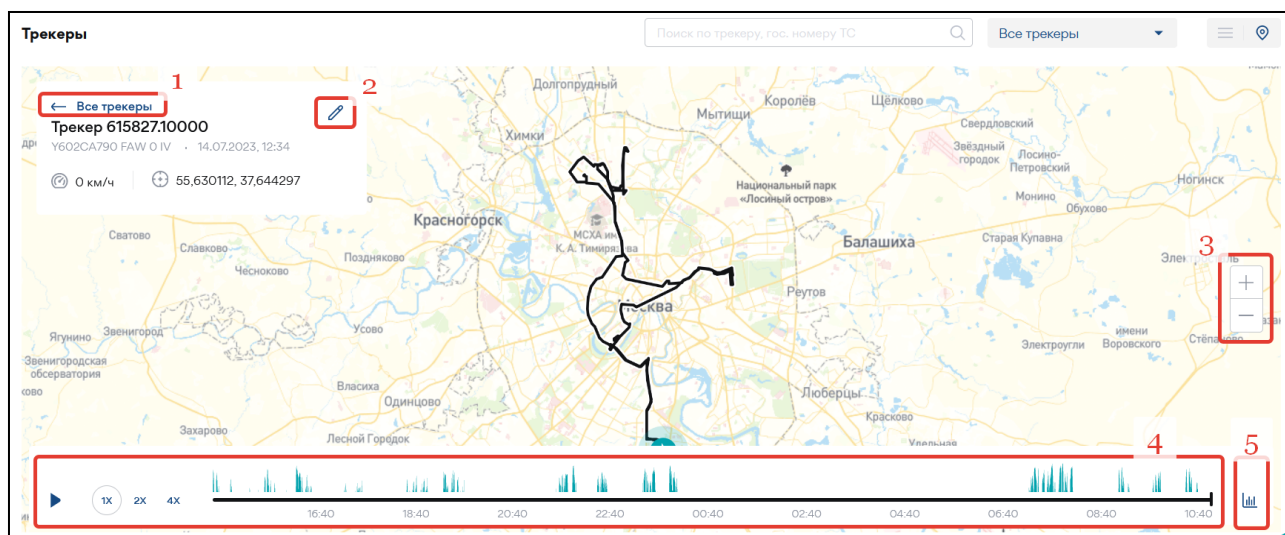 Трекеры
Поиск по трекеру, гос. номеру ТС
Все трекеры
1
2
← Все трекеры
Трекер 615827.10000
Y602CA790 FAW 0 IV • 14.07.2023, 12:34
0 км/ч
55,630112, 37,644297
Долгопрудный
Мытищи
Королёв
Щёлково
Свердловский
Химки
Звёздный
городок
Лосино-
Петровский
Национальный парк
«Лосиный остров»
Монино
Ногинск
Обухово
Красногорск
МСХА им
К. А. Тимирязева
Балашиха
Старая Купавна
Сватово
Славково
Поздняково
Чесноково
3
Реутов
Москва
Ягунино
Звенигород
Усово
имени
Воровского
Электроугли
Звенигородская
обсерватория
Власиха
Одинцово
Люберцы
Красково
Захарово
Лесной Городок
Удельная
4
5
1X 2X 4X
16:40 18:40 20:40 22:40 00:40 02:40 04:40 06:40 08:40 10:40